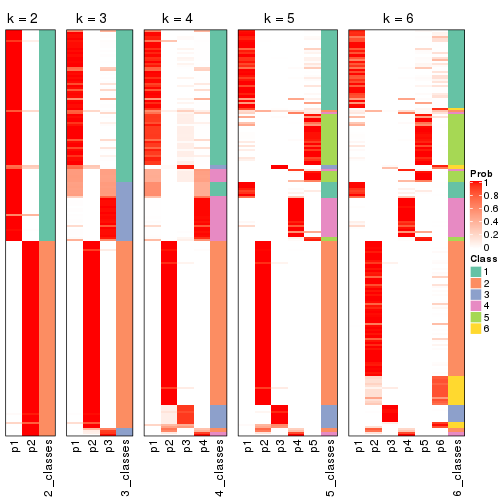 k = 2
k = 3
k = 4
k = 5
k = 6
p1
p2
2_classes
p1
p2
p3
3_classes
p1
p2
p3
p4
4_classes
p1
p2
p3
p4
p5
5_classes
p1
p2
p3
p4
p5
p6
6_classes
Prob
1
0.8
0.6
0.4
0.2
0
Class
1
2
3
4
5
6